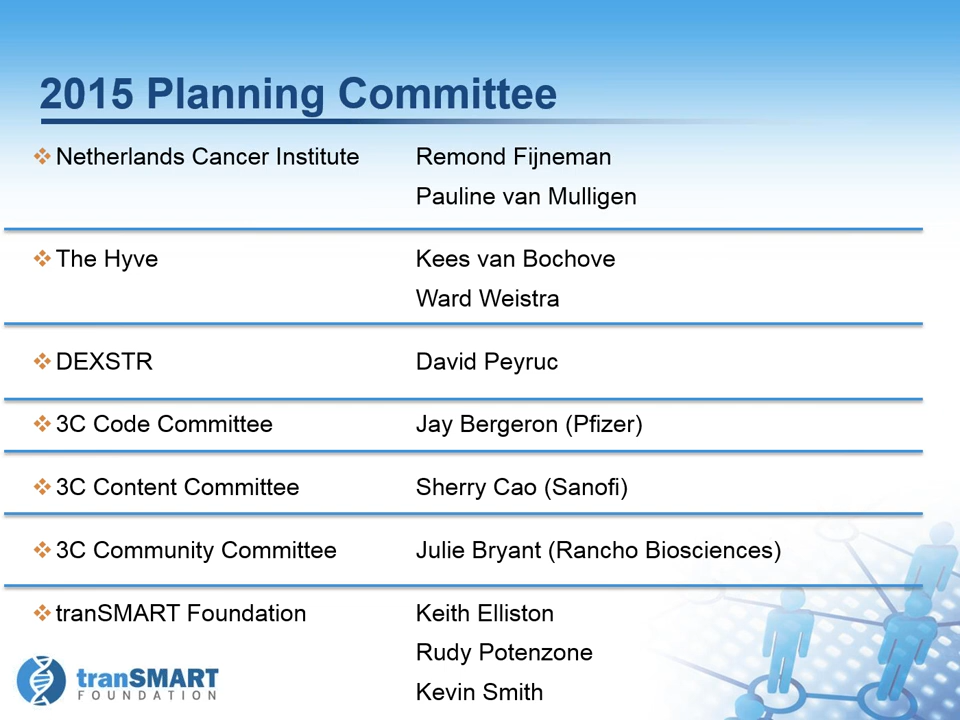 2015 Planning Committee
Netherlands Cancer Institute Remond Fijneman
Pauline van Mulligen
The Hyve Kees van Bochove
Ward Weistra
DEXSTR David Peyruc
3C Code Committee Jay Bergeron (Pfizer)
3C Content Committee Sherry Cao (Sanofi)
3C Community Committee Julie Bryant (Rancho Biosciences)
tranSMART Foundation Keith Elliston
Rudy Potenzone
Kevin Smith
tranSMART
FOUNDATION